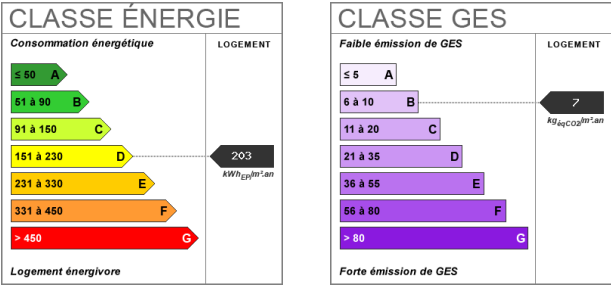 CLASSE ÉNERGIE
Consommation énergétique
LOGEMENT
≤ 50 A
51 à 90 B
91 à 150 C
151 à 230 D
203
kWhEP/m².an
231 à 330 E
331 à 450 F
> 450 G
Logement énergivore
CLASSE GES
Faible émission de GES
LOGEMENT
≤ 5 A
6 à 10 B
7
kgéqCO2/m².an
11 à 20 C
21 à 35 D
36 à 55 E
56 à 80 F
> 80 G
Forte émission de GES